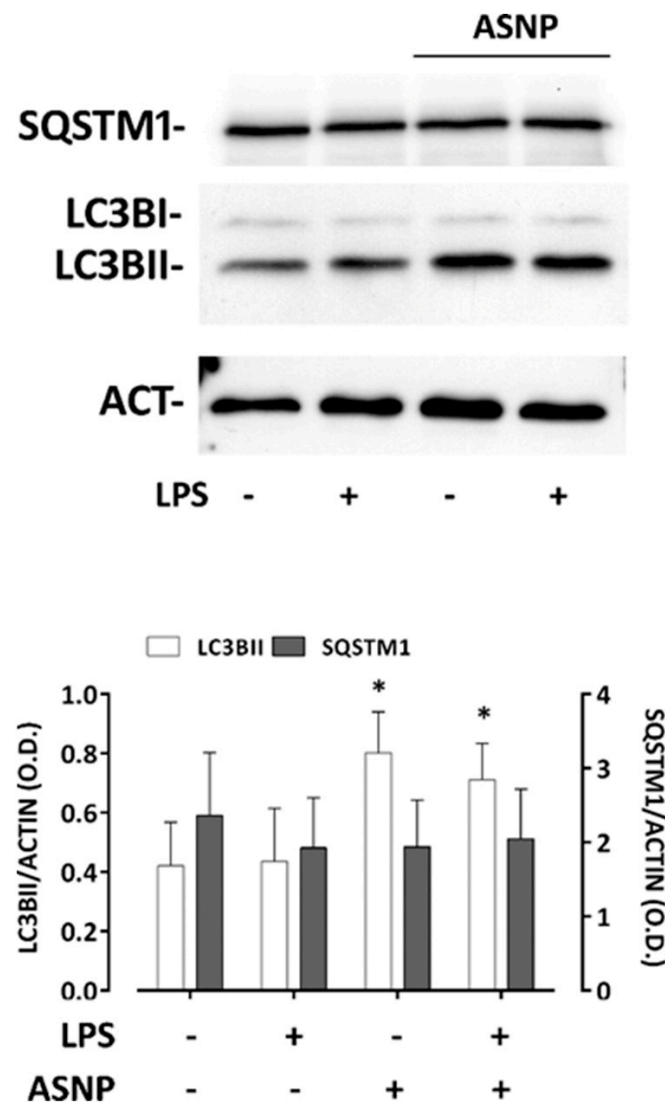 ASNP
SQSTM1-
LC3BI-
LC3BII-
ACT-
LPS - + - +
LC3BII SQSTM1
1.0
0.8
0.6
0.4
0.2
0.0
LC3BII/ACTIN (O.D.)
* *
4
3
2
1
0
SQSTM1/ACTIN (O.D.)
LPS - + - +
ASNP - - + +